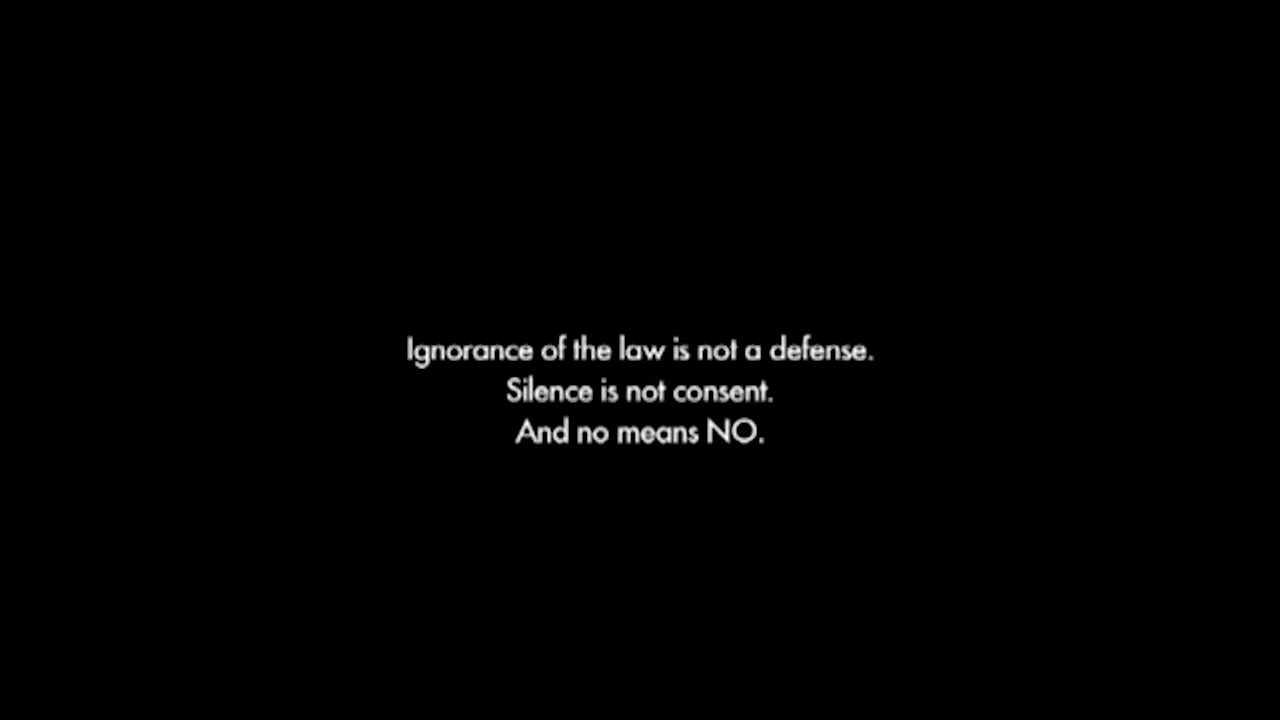 Ignorance of the law is not a defense.
Silence is not consent.
And no means NO.